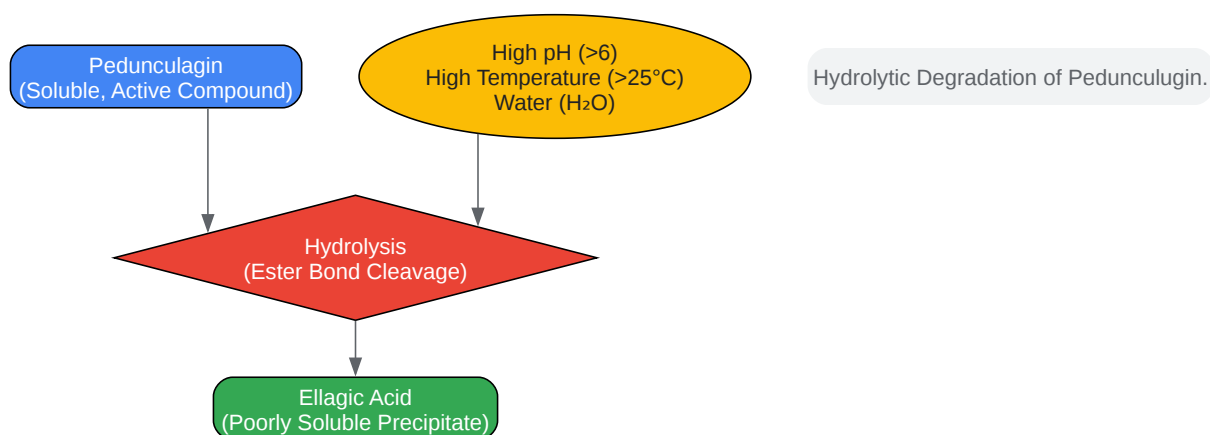 Pedunculagin
(Soluble, Active Compound)
High pH (>6)
High Temperature (>25°C)
Water (H₂O)
Hydrolytic Degradation of Pedunculugin.
Hydrolysis
(Ester Bond Cleavage)
Ellagic Acid
(Poorly Soluble Precipitate)